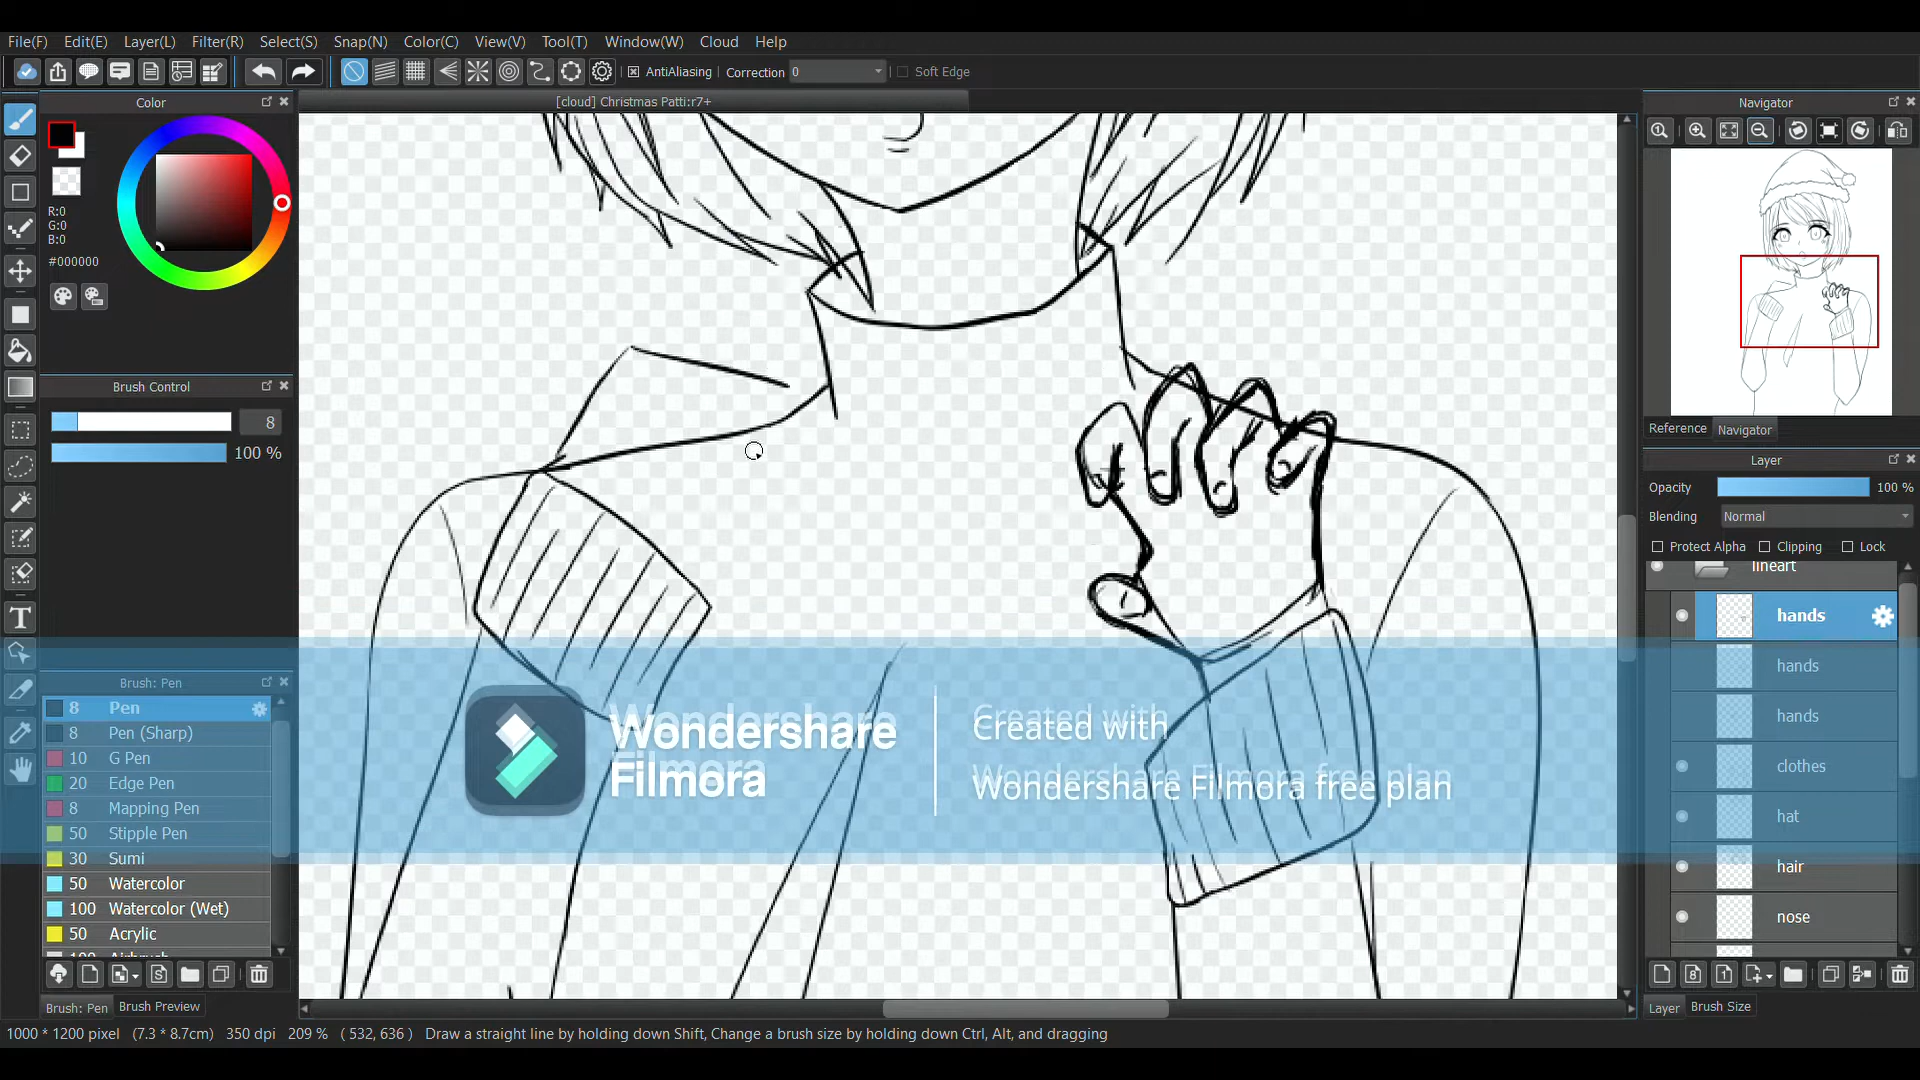 File(F) Edit(E) Layer(L) Filter(R) Select(S) Snap(N) Color(C) View(V) Tool(T) Window(W) Cloud Help
AntiAliasing Correction 0 Soft Edge
Color
[cloud] Christmas Patti:r7+
Navigator
R:0
G:0
B:0
#000000
Brush Control
8
100 %
Reference Navigator
Layer
Opacity 100 %
Blending Normal
Protect Alpha Clipping Lock
lineart
hands
hands
hands
clothes
hat
hair
nose
Brush: Pen
8 Pen
8 Pen (Sharp)
10 G Pen
20 Edge Pen
8 Mapping Pen
50 Stipple Pen
30 Sumi
50 Watercolor
100 Watercolor (Wet)
50 Acrylic
Wondershare
Filmora
Created with
Wondershare Filmora free plan
Brush: Pen Brush Preview
Layer Brush Size
1000 * 1200 pixel (7.3 * 8.7cm) 350 dpi 209 % ( 532, 636 ) Draw a straight line by holding down Shift, Change a brush size by holding down Ctrl, Alt, and dragging